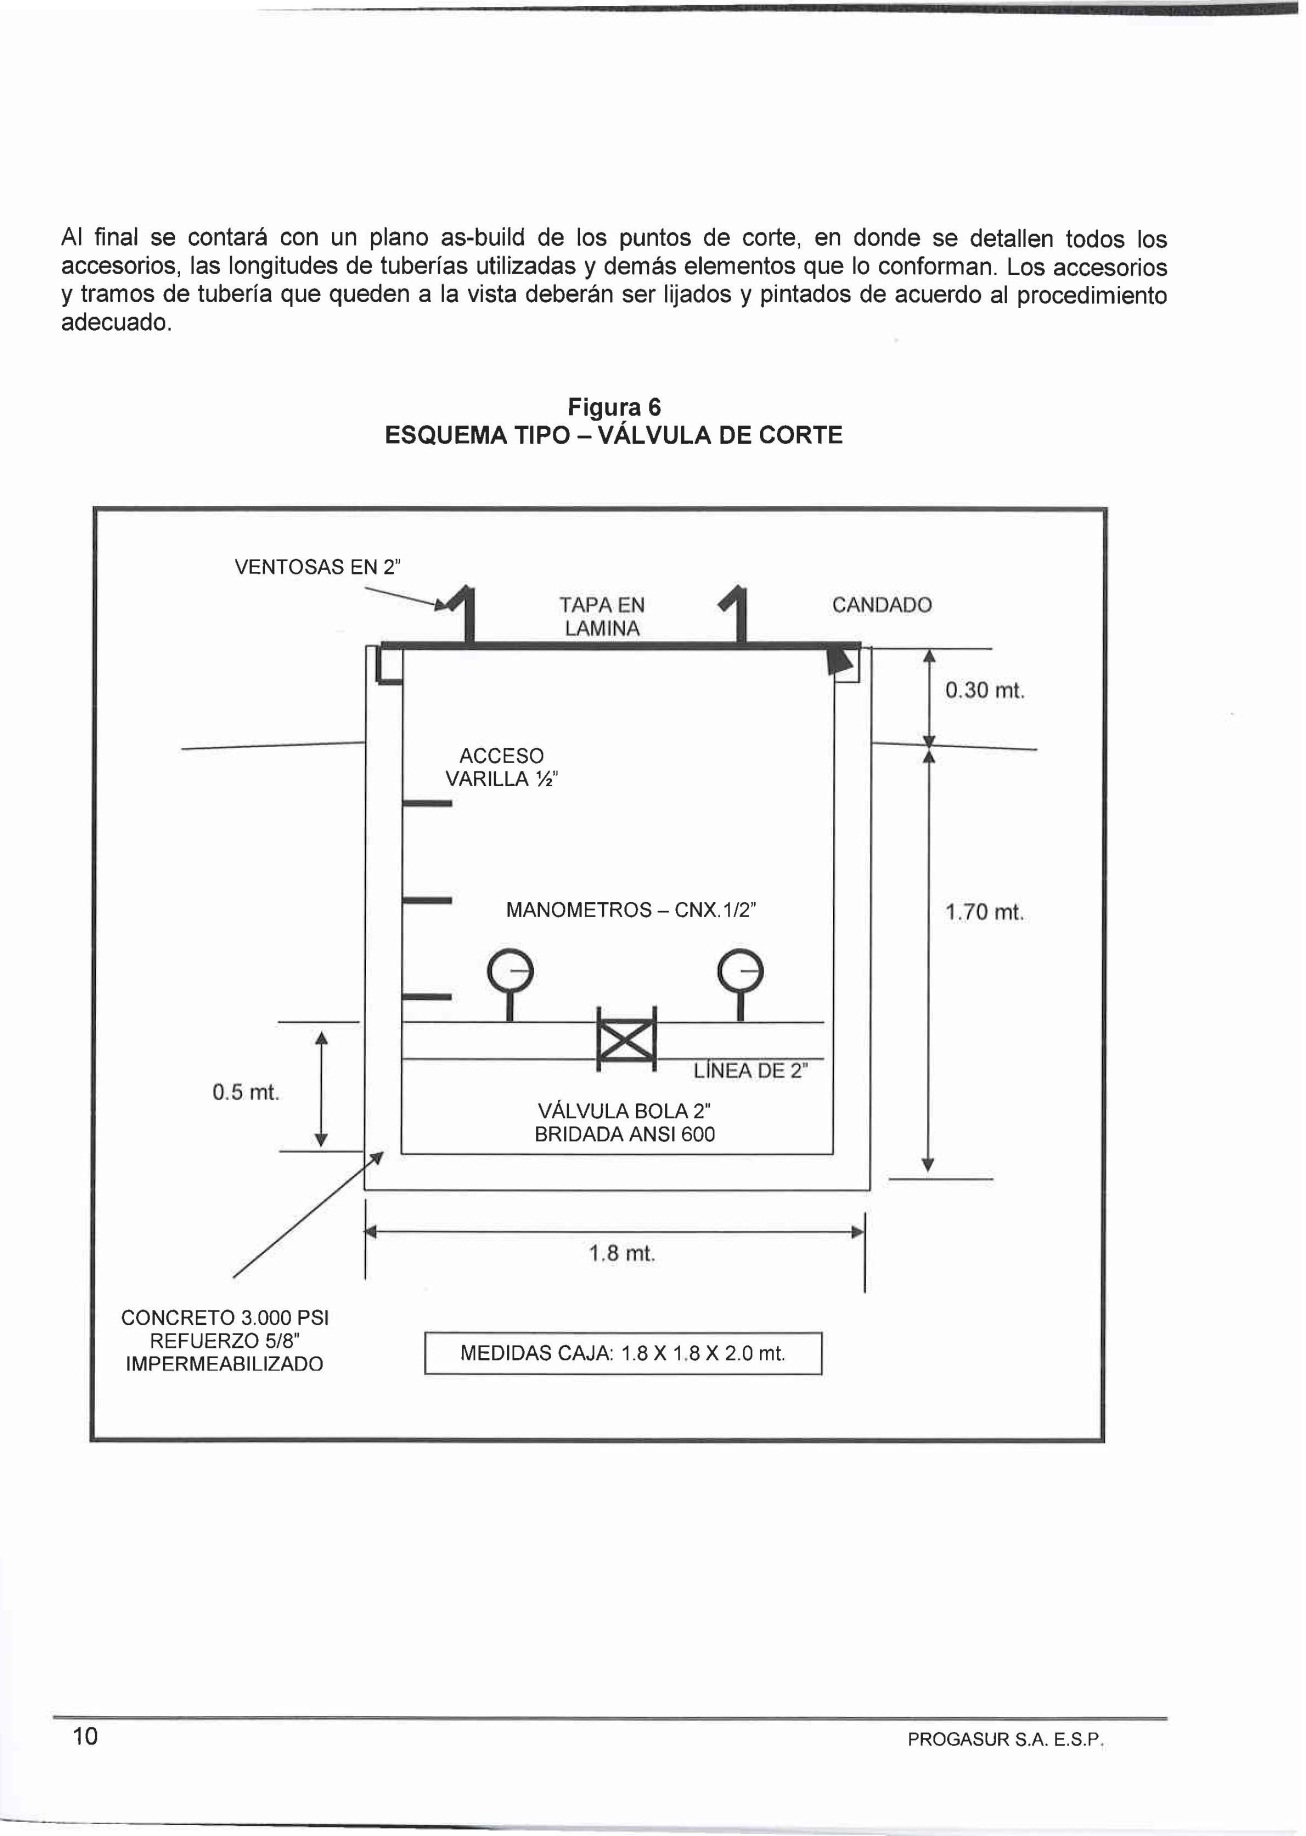 Al final se contará con un plano as-build de los puntos de corte, en donde se detallen todos los
accesorios, las longitudes de tuberías utilizadas y demás elementos que lo conforman. Los accesorios
y tramos de tubería que queden a la vista deberán ser lijados y pintados de acuerdo al procedimiento
adecuado.
Figura 6
ESQUEMA TIPO – VÁLVULA DE CORTE
VENTOSAS EN 2"
TAPA EN
LAMINA
CANDADO
0.30 mt.
ACCESO
VARILLA ½"
MANOMETROS – CNX.1/2"
1.70 mt.
LÍNEA DE 2"
0.5 mt.
VÁLVULA BOLA 2"
BRIDADA ANSI 600
1.8 mt.
CONCRETO 3.000 PSI
REFUERZO 5/8"
IMPERMEABILIZADO
MEDIDAS CAJA: 1.8 X 1.8 X 2.0 mt.
10
PROGASUR S.A. E.S.P.